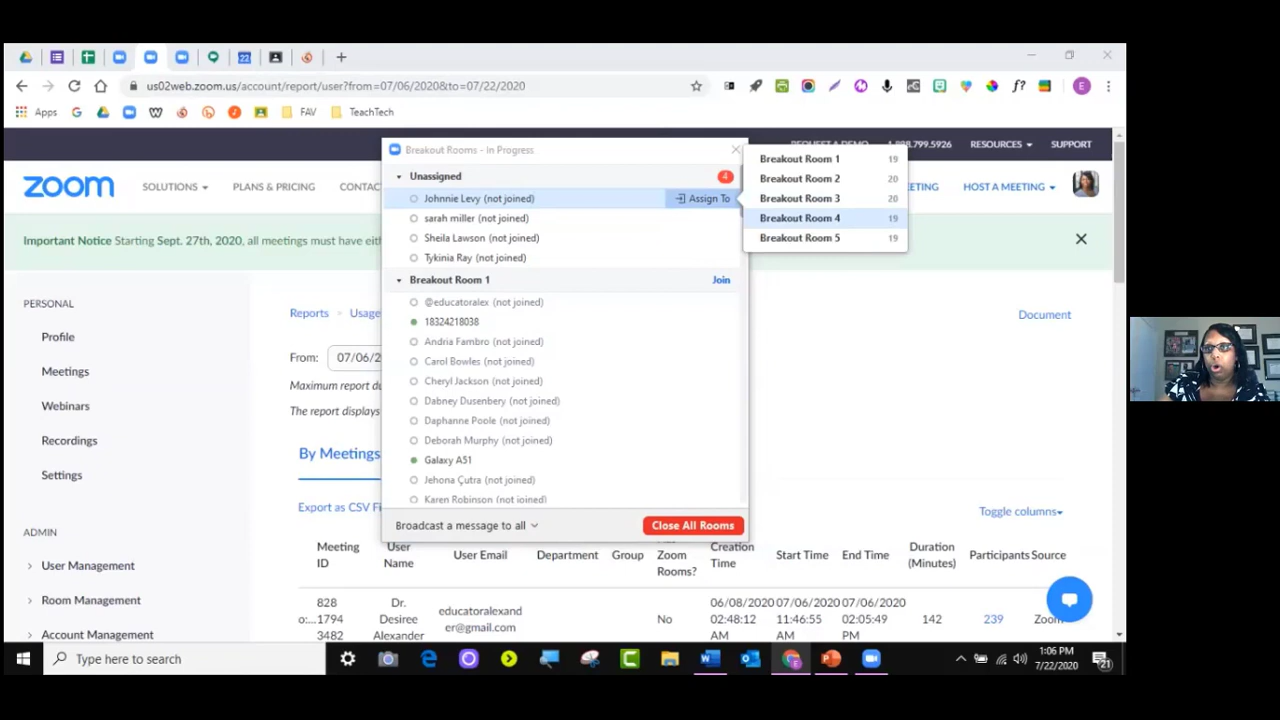 us02web.zoom.us/account/report/user?from=07/06/2020&to=07/22/2020
Apps
FAV
TeachTech
1.888.799.5926
RESOURCES
SUPPORT
zoom
SOLUTIONS
PLANS & PRICING
HOST A MEETING
Important Notice Starting Sept. 27th, 2020, all meetings must have
PERSONAL
Profile
Meetings
Webinars
Recordings
Settings
ADMIN
User Management
Room Management
Account Management
Reports
Document
From: 07/06/2
Maximum report
The report displays
By Meetings
Export as CSV
Toggle columns
Breakout Rooms - In Progress
Unassigned 4
Johnnie Levy (not joined) Assign To
sarah miller (not joined)
Sheila Lawson (not joined)
Tykinia Ray (not joined)
Breakout Room 1 Join
@educatoralex (not joined)
18324218038
Andria Fambro (not joined)
Carol Bowles (not joined)
Cheryl Jackson (not joined)
Dabney Dusenbery (not joined)
Daphanne Poole (not joined)
Deborah Murphy (not joined)
Galaxy A51
Jehona Çutra (not joined)
Karen Robinson (not joined)
Broadcast a message to all
Close All Rooms
Breakout Room 1 19
Breakout Room 2 20
Breakout Room 3 20
Breakout Room 4 19
Breakout Room 5 19
Meeting ID
User Name
User Email
Department
Group
Zoom Rooms?
Creation Time
Start Time
End Time
Duration (Minutes)
Participants
Source
828
1794
3482
Dr.
Desiree
Alexander
educatoralexand
er@gmail.com
No
06/08/2020
02:48:12
AM
07/06/2020
11:46:55
AM
07/06/2020
02:05:49
PM
142
239
Type here to search
1:06 PM
7/22/2020
21